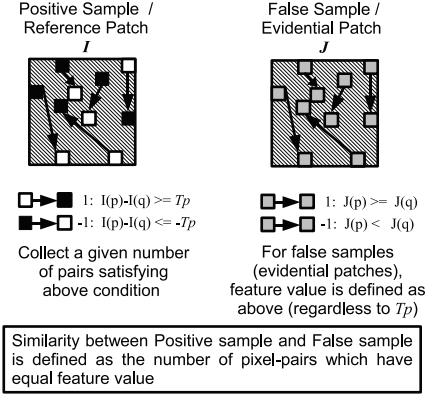 Positive Sample /
Reference Patch
I
1: I(p)-I(q) >= Tp
-1: I(p)-I(q) <= -Tp
Collect a given number
of pairs satisfying
above condition
False Sample /
Evidential Patch
J
1: J(p) >= J(q)
-1: J(p) < J(q)
For false samples
(evidential patches),
feature value is defined as
above (regardless to Tp)
Similarity between Positive sample and False sample
is defined as the number of pixel-pairs which have
equal feature value